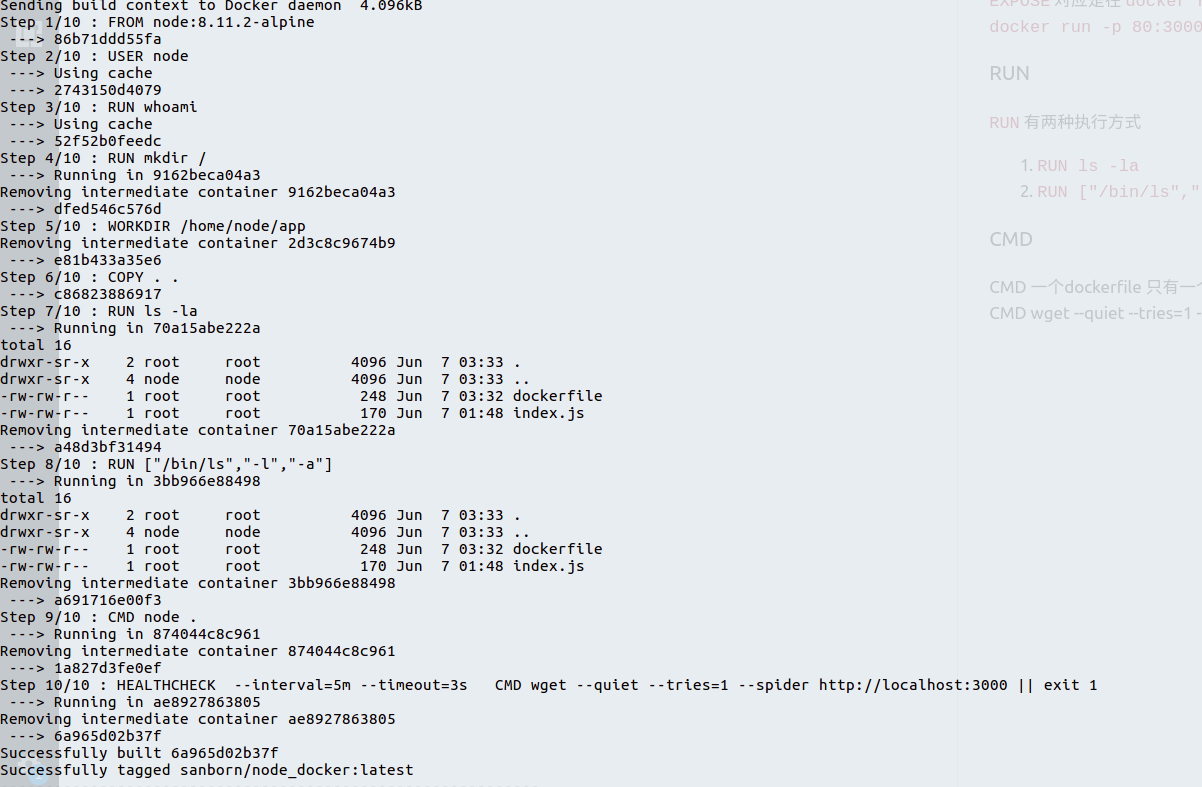 Sending build context to Docker daemon  4.096kB
Step 1/10 : FROM node:8.11.2-alpine
 ---> 86b71ddd55fa
Step 2/10 : USER node
 ---> Using cache
 ---> 2743150d4079
Step 3/10 : RUN whoami
 ---> Using cache
 ---> 52f52b0feedc
Step 4/10 : RUN mkdir /
 ---> Running in 9162beca04a3
Removing intermediate container 9162beca04a3
 ---> dfed546c576d
Step 5/10 : WORKDIR /home/node/app
Removing intermediate container 2d3c8c9674b9
 ---> e81b433a35e6
Step 6/10 : COPY . .
 ---> c86823886917
Step 7/10 : RUN ls -la
 ---> Running in 70a15abe222a
total 16
drwxr-sr-x    2 root     root          4096 Jun  7 03:33 .
drwxr-sr-x    4 node     node          4096 Jun  7 03:33 ..
-rw-rw-r--    1 root     root           248 Jun  7 03:32 dockerfile
-rw-rw-r--    1 root     root           170 Jun  7 01:48 index.js
Removing intermediate container 70a15abe222a
 ---> a48d3bf31494
Step 8/10 : RUN ["/bin/ls","-l","-a"]
 ---> Running in 3bb966e88498
total 16
drwxr-sr-x    2 root     root          4096 Jun  7 03:33 .
drwxr-sr-x    4 node     node          4096 Jun  7 03:33 ..
-rw-rw-r--    1 root     root           248 Jun  7 03:32 dockerfile
-rw-rw-r--    1 root     root           170 Jun  7 01:48 index.js
Removing intermediate container 3bb966e88498
 ---> a691716e00f3
Step 9/10 : CMD node .
 ---> Running in 874044c8c961
Removing intermediate container 874044c8c961
 ---> 1a827d3fe0ef
Step 10/10 : HEALTHCHECK  --interval=5m --timeout=3s   CMD wget --quiet --tries=1 --spider http://localhost:3000 || exit 1
 ---> Running in ae8927863805
Removing intermediate container ae8927863805
 ---> 6a965d02b37f
Successfully built 6a965d02b37f
Successfully tagged sanborn/node_docker:latest
EXPOSE 对应是在 docker
docker run -p 80:3000
RUN
RUN 有两种执行方式
1. RUN ls -la
2. RUN ["/bin/ls","
CMD
CMD 一个dockerfile 只有一个
CMD wget --quiet --tries=1 -